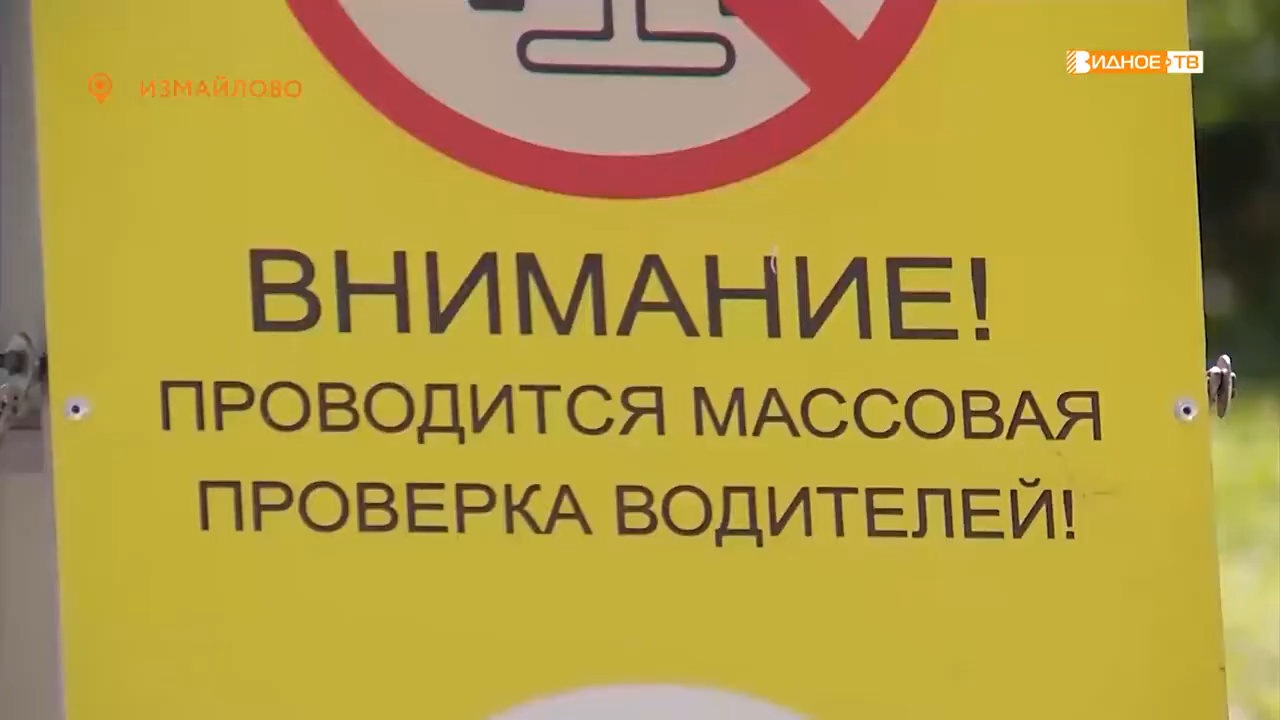 ИЗМАЙЛОВО
ВИДНОЕ ТВ
ВНИМАНИЕ!
ПРОВОДИТСЯ МАССОВАЯ
ПРОВЕРКА ВОДИТЕЛЕЙ!